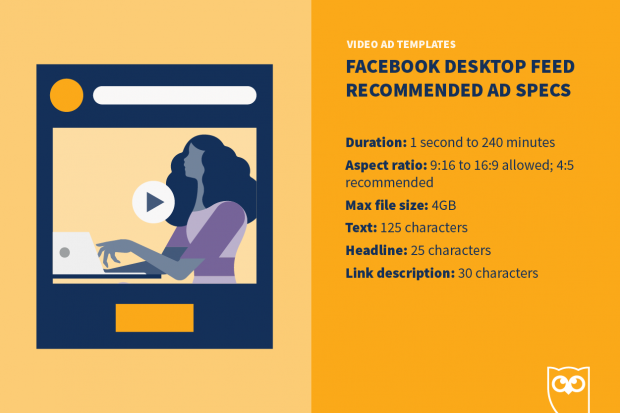 VIDEO AD TEMPLATES
FACEBOOK DESKTOP FEED
RECOMMENDED AD SPECS
Duration: 1 second to 240 minutes
Aspect ratio: 9:16 to 16:9 allowed; 4:5
recommended
Max file size: 4GB
Text: 125 characters
Headline: 25 characters
Link description: 30 characters